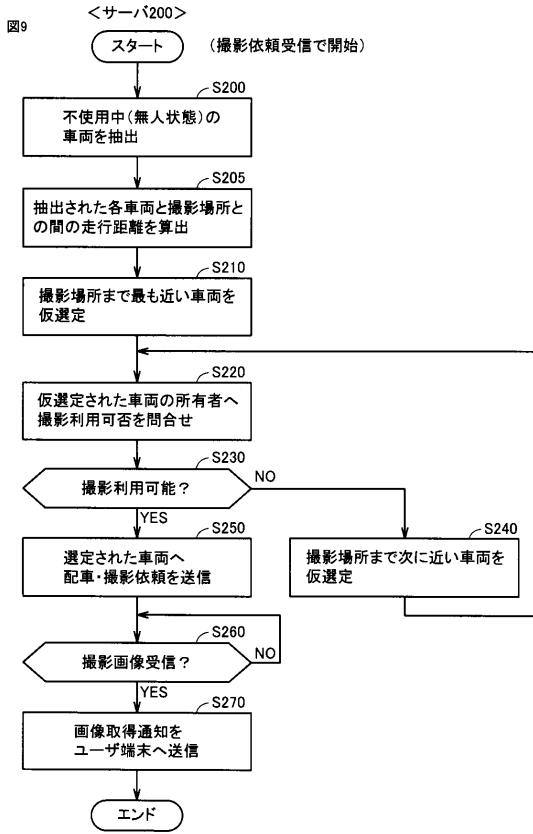 図9
＜サーバ200＞
スタート
(撮影依頼受信で開始)
S200
不使用中(無人状態)の
車両を抽出
S205
抽出された各車両と撮影場所と
の間の走行距離を算出
S210
撮影場所まで最も近い車両を
仮選定
S220
仮選定された車両の所有者へ
撮影利用可否を問合せ
S230
撮影利用可能？
NO
YES
S240
撮影場所まで次に近い車両を
仮選定
S250
選定された車両へ
配車・撮影依頼を送信
S260
撮影画像受信？
NO
YES
S270
画像取得通知を
ユーザ端末へ送信
エンド